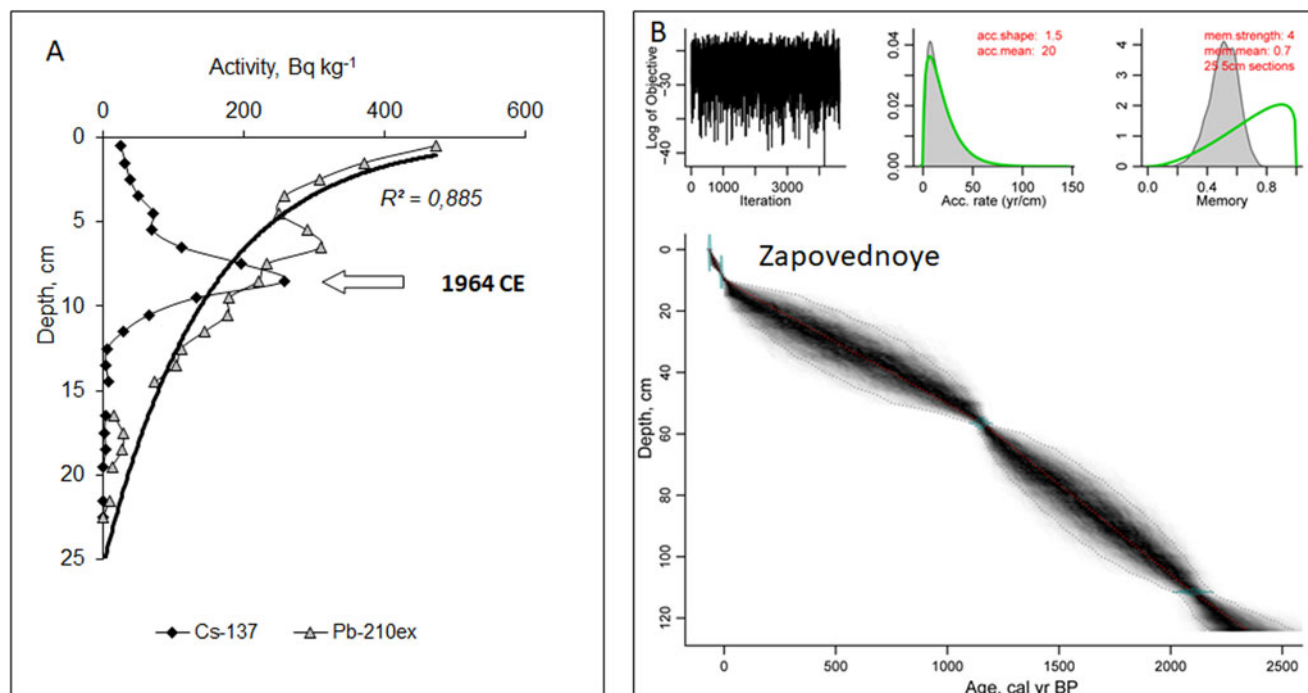 A
Activity, Bq kg-1
0 200 400 600
0
5
10
15
20
25
Depth, cm
R² = 0,885
1964 CE
Cs-137 Pb-210ex
B
Log of Objective
-30
-40
0 1000 3000
Iteration
0.04
0.02
0.00
acc.shape: 1.5
acc.mean: 20
0 50 100 150
Acc. rate (yr/cm)
4
3
2
1
0
mem.strength: 4
mem.mean: 0.7
25 5cm sections
0.0 0.4 0.8
Memory
Zapovednoye
Depth, cm
0
20
40
60
80
100
120
0 500 1000 1500 2000 2500
Age, cal yr BP